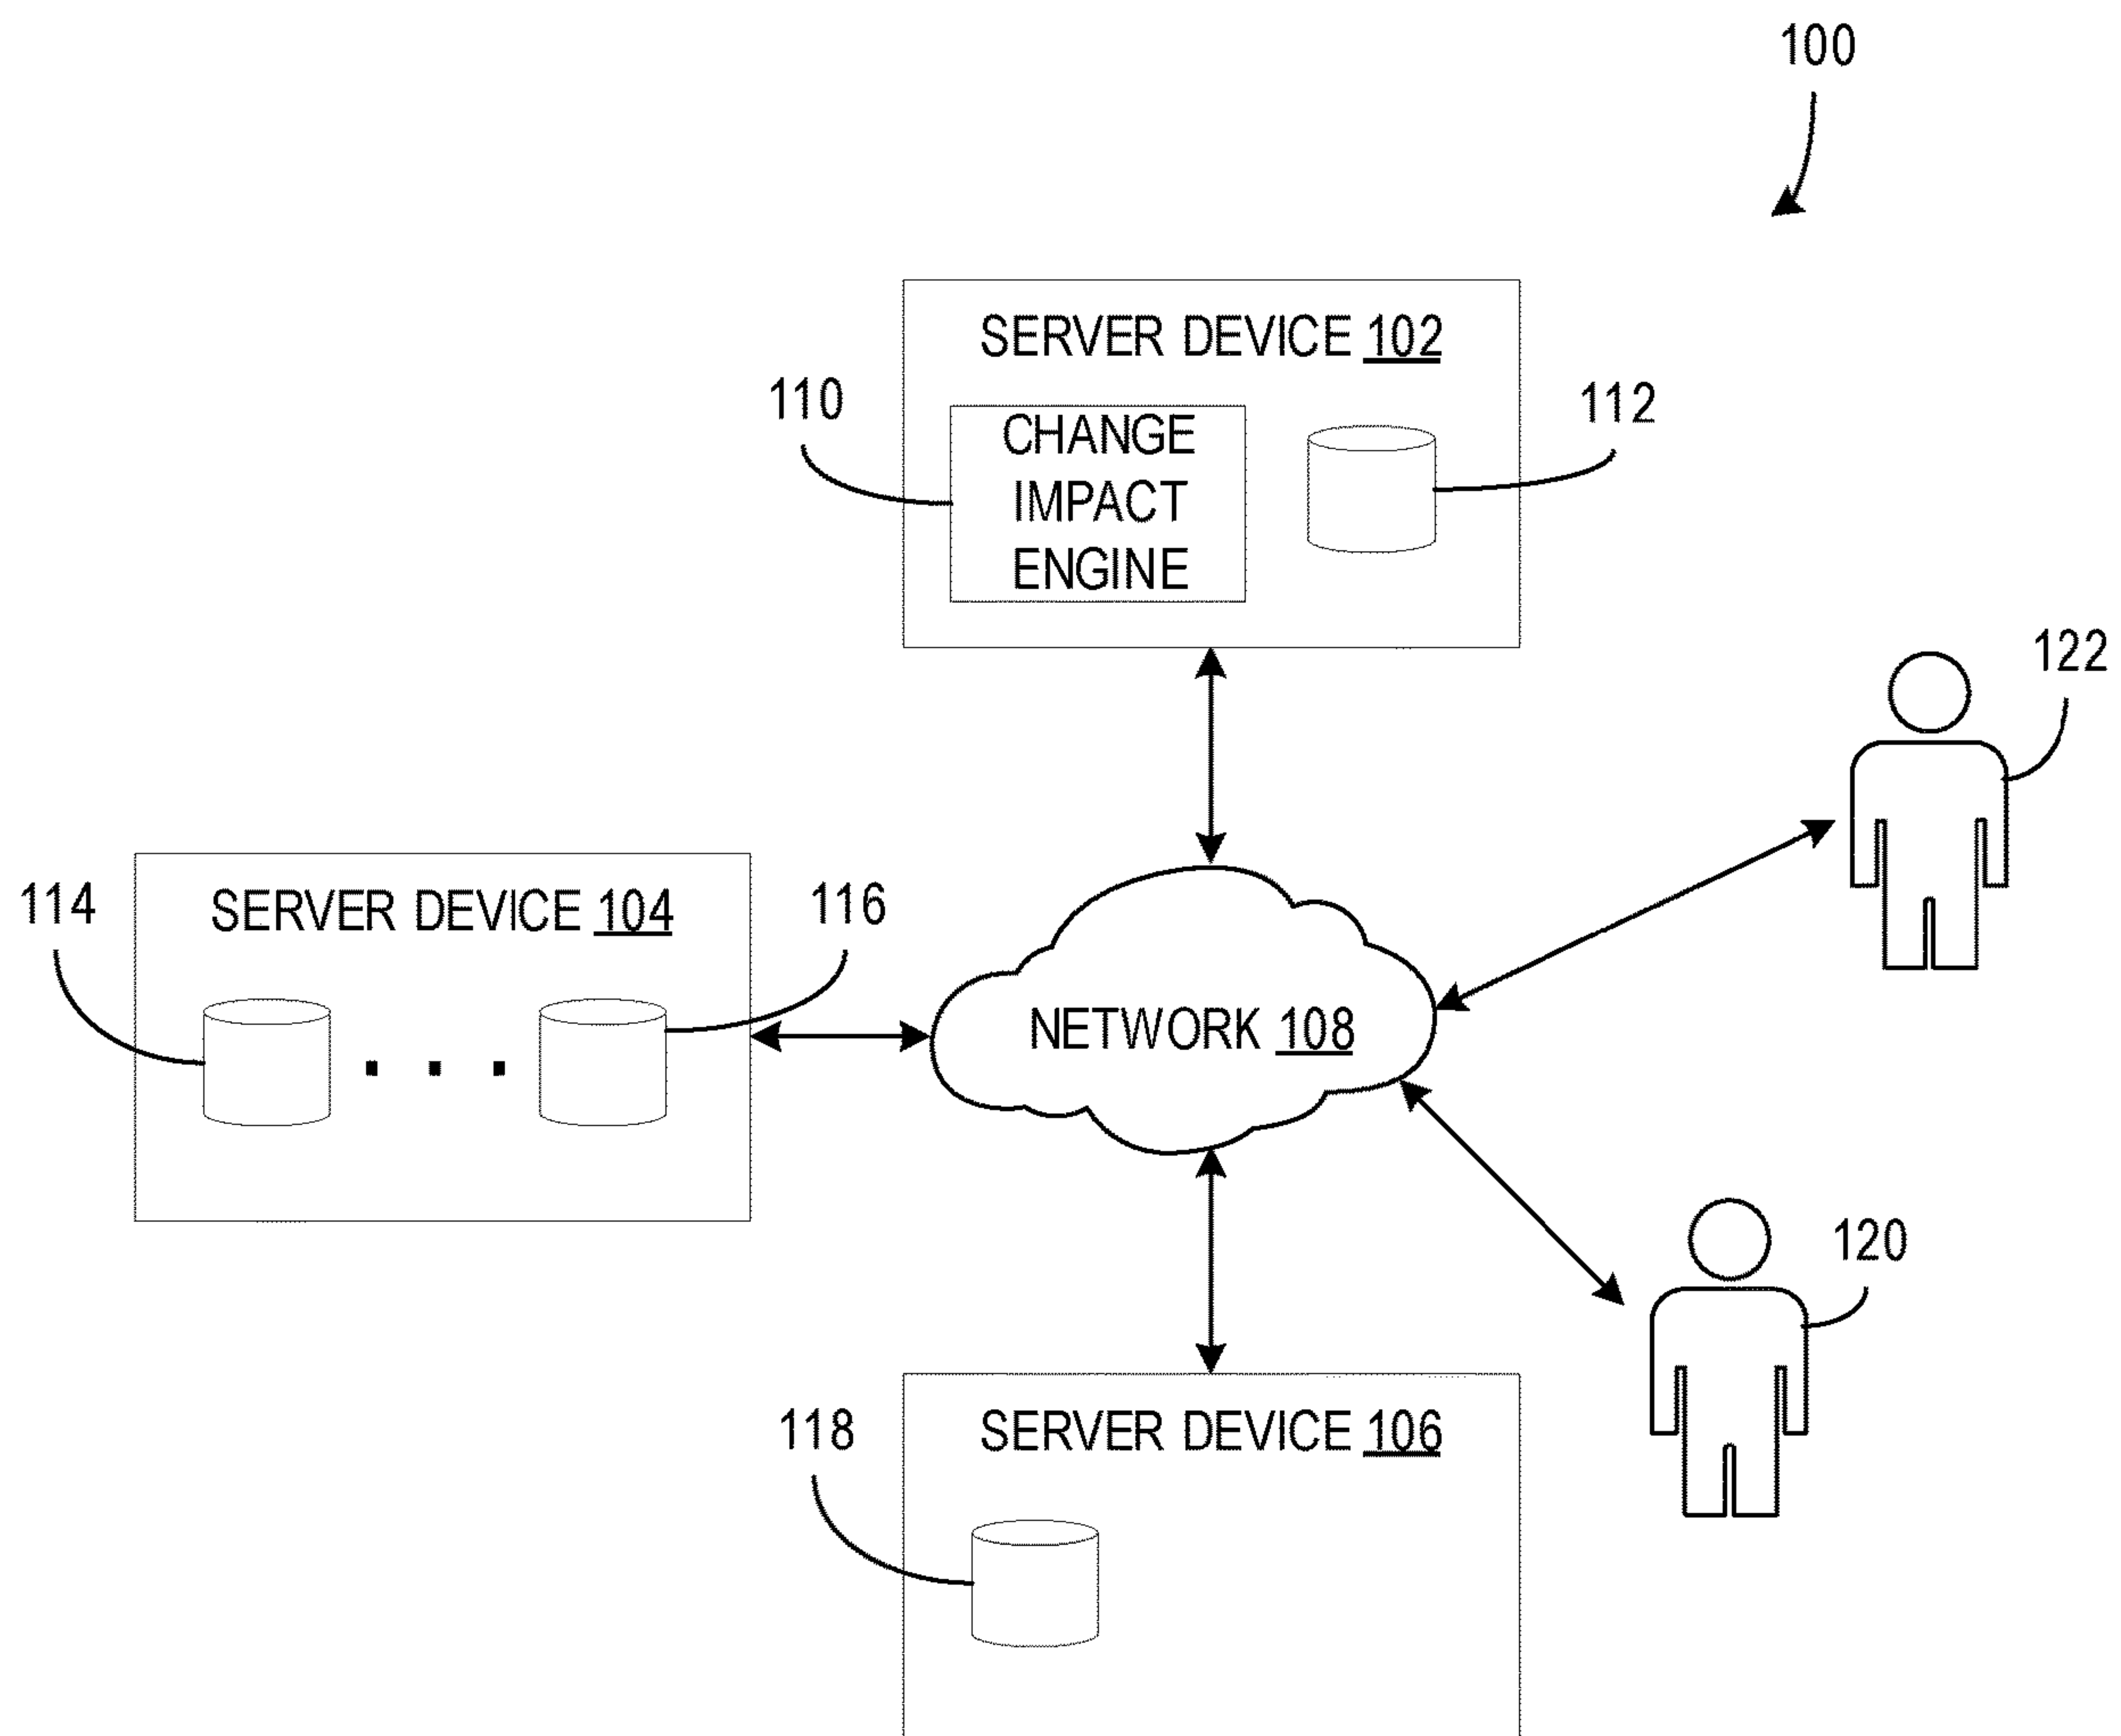 100
SERVER DEVICE 102
110
CHANGE
IMPACT
ENGINE
112
122
114
SERVER DEVICE 104
116
NETWORK 108
120
118
SERVER DEVICE 106